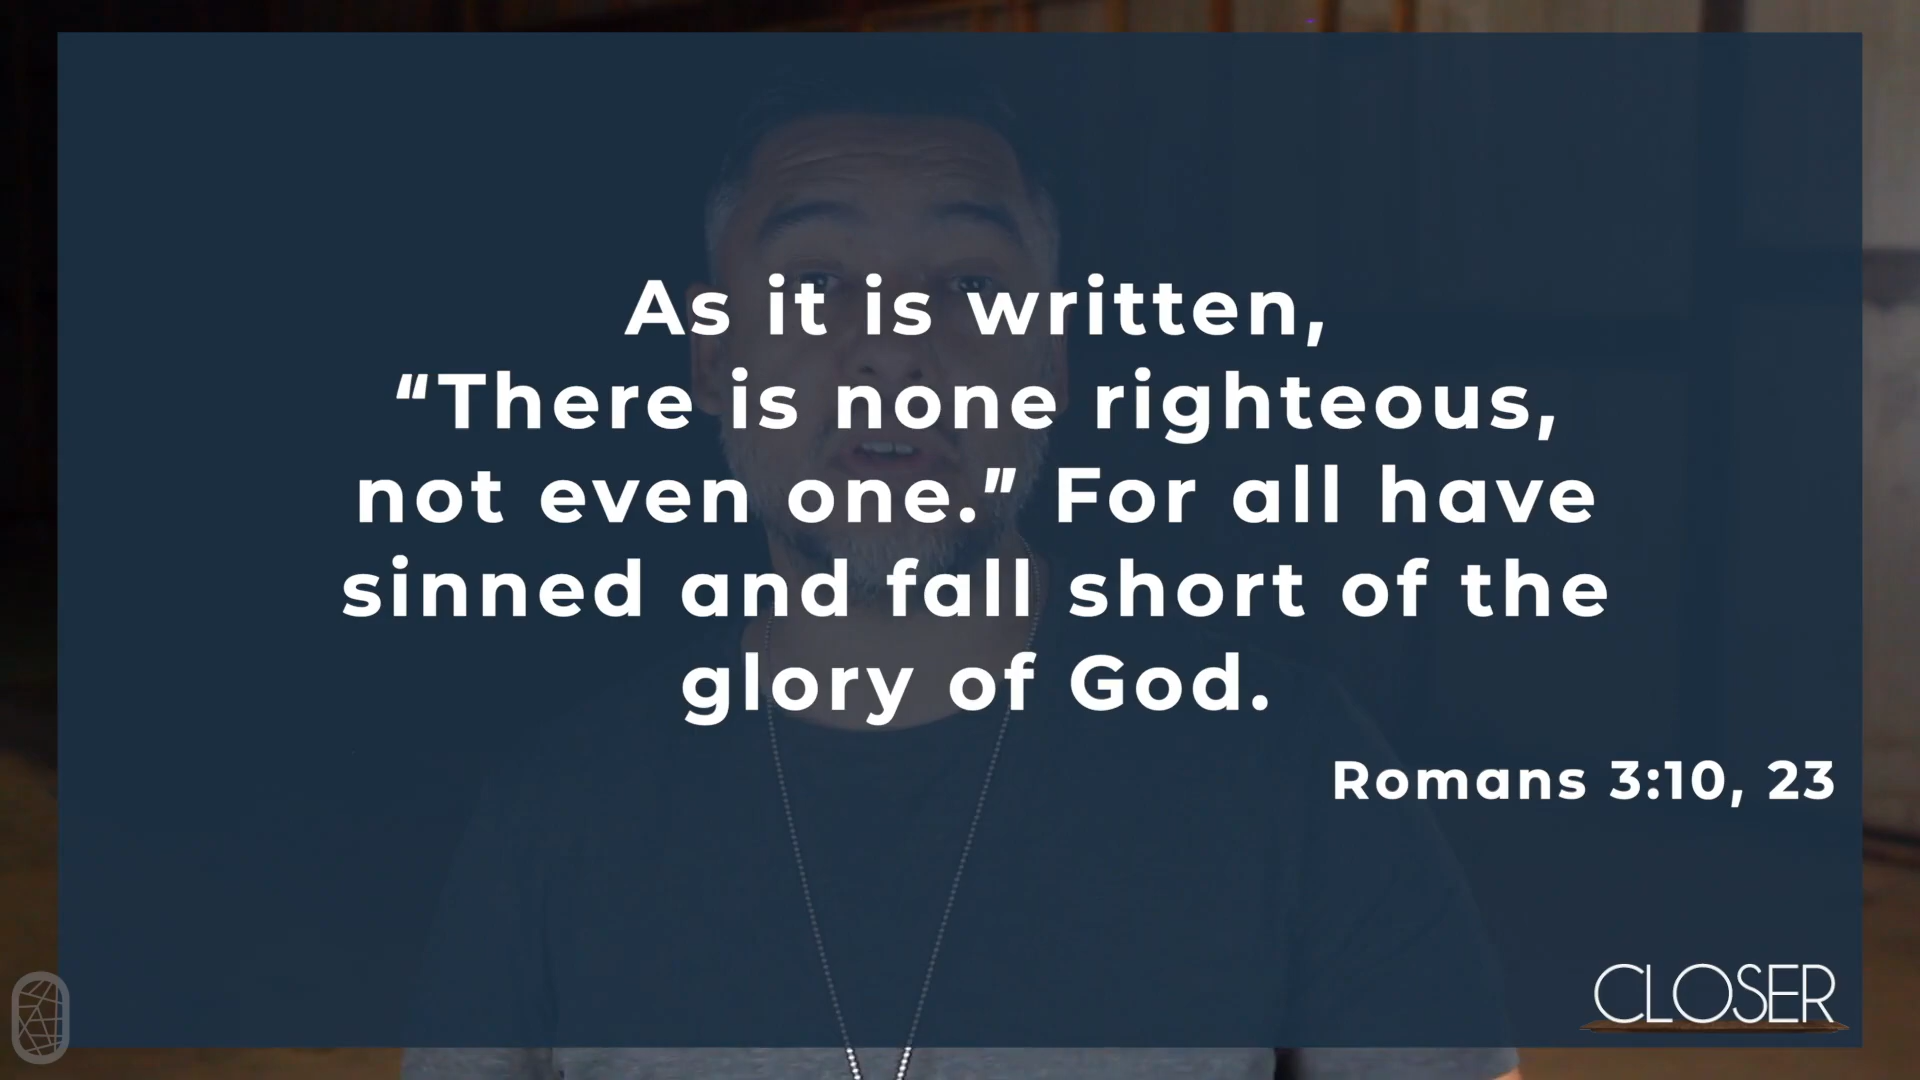 As it is written,
“There is none righteous,
not even one.” For all have
sinned and fall short of the
glory of God.
Romans 3:10, 23
CLOSER